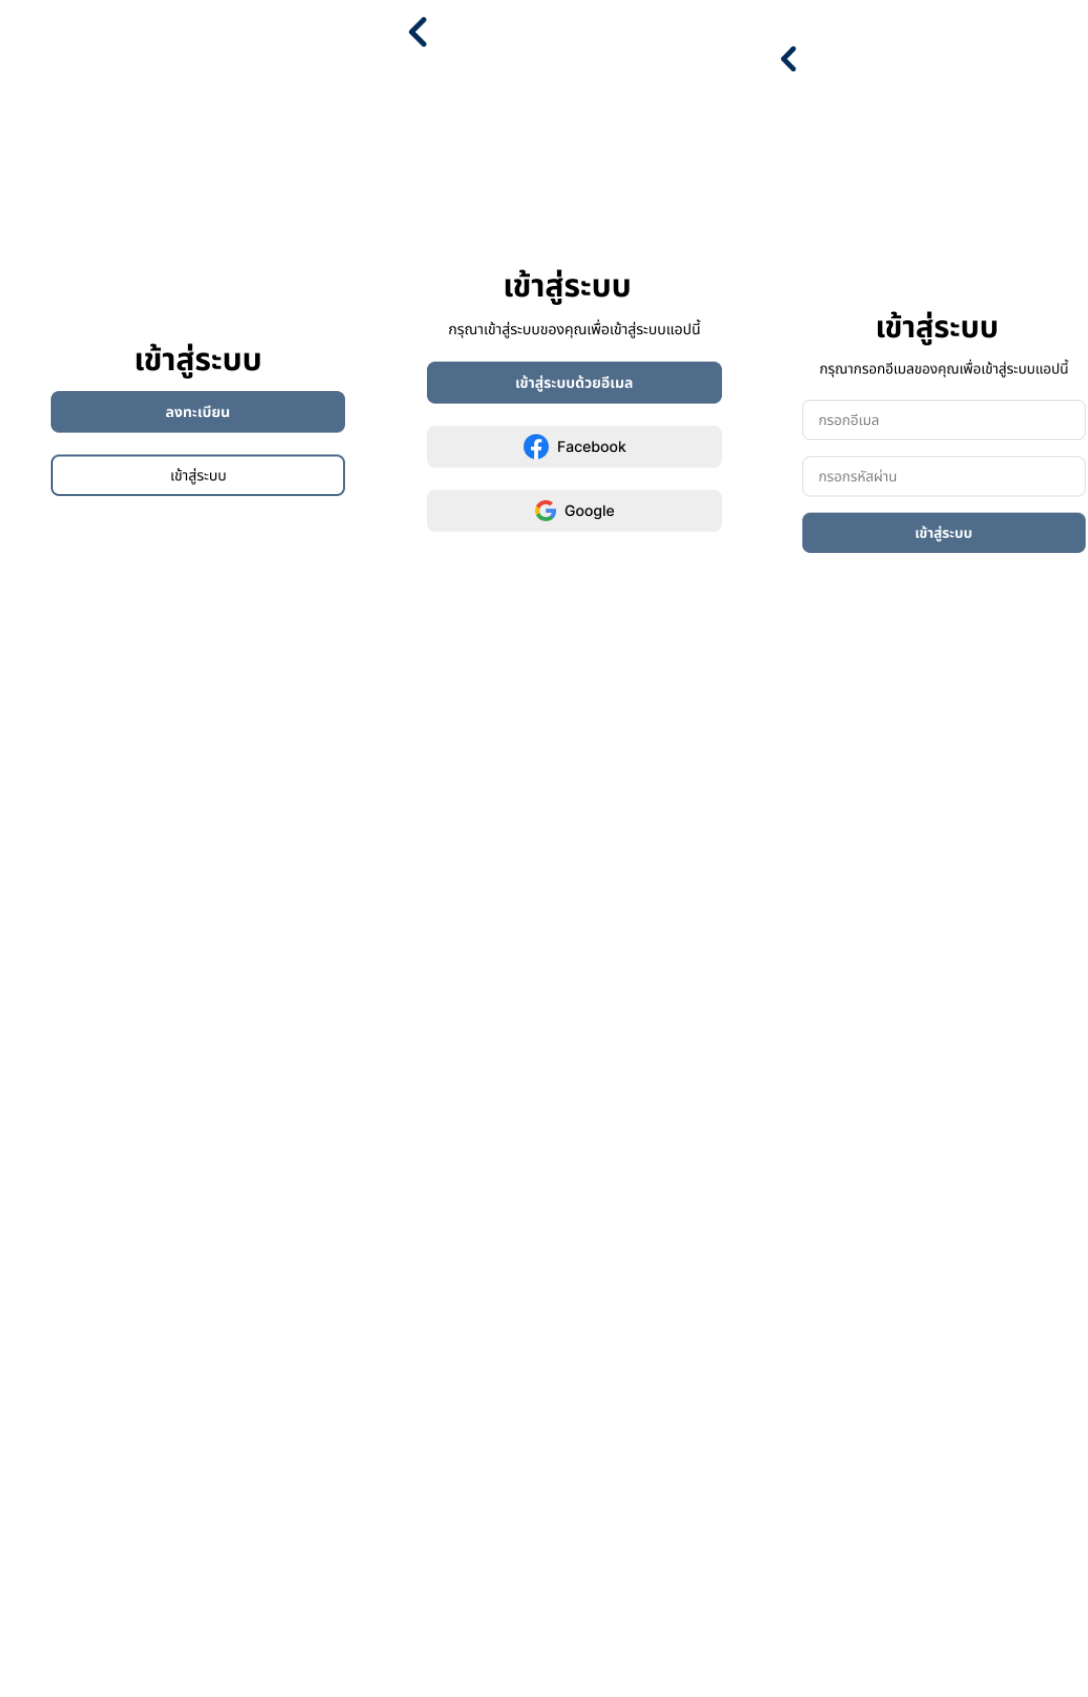 เข้าสู่ระบบ
ลงทะเบียน
เข้าสู่ระบบ
เข้าสู่ระบบ
กรุณาเข้าสู่ระบบของคุณเพื่อเข้าสู่ระบบแอปนี้
เข้าสู่ระบบด้วยอีเมล
Facebook
Google
เข้าสู่ระบบ
กรุณากรอกอีเมลของคุณเพื่อเข้าสู่ระบบแอปนี้
กรอกอีเมล
กรอกรหัสผ่าน
เข้าสู่ระบบ